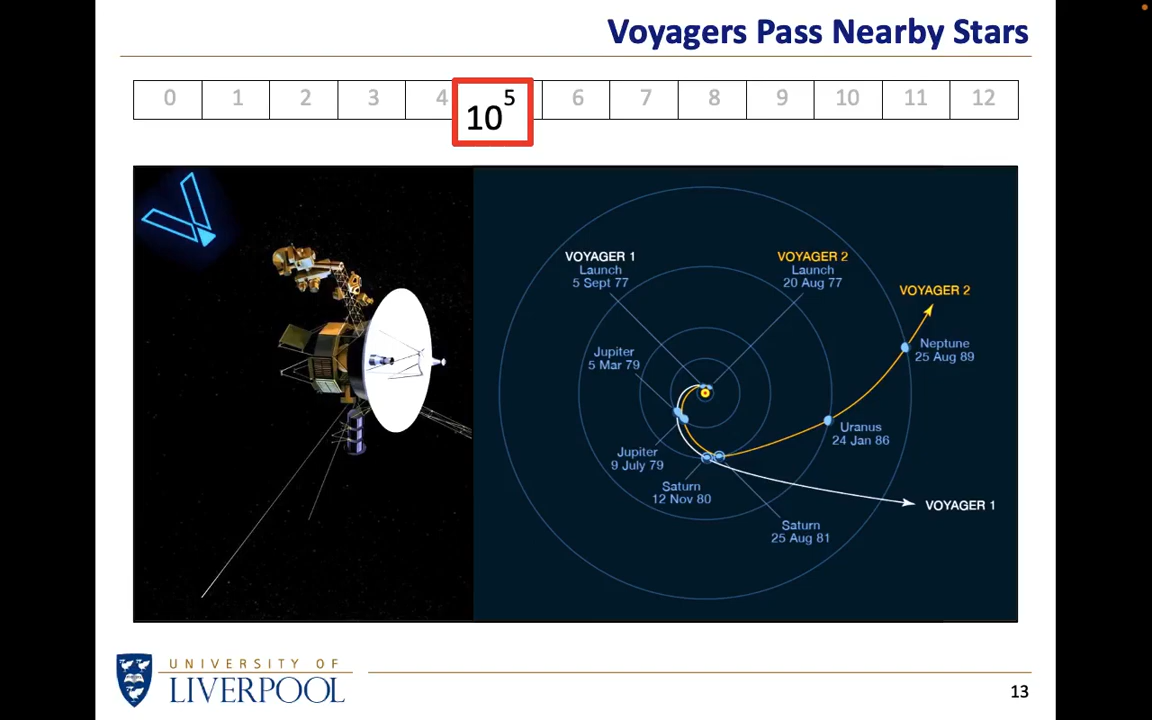 Voyagers Pass Nearby Stars
0 1 2 3 4 10^5 6 7 8 9 10 11 12
VOYAGER 1
Launch
5 Sept 77
VOYAGER 2
Launch
20 Aug 77
VOYAGER 2
Neptune
25 Aug 89
Jupiter
5 Mar 79
Uranus
24 Jan 86
Jupiter
9 July 79
Saturn
12 Nov 80
VOYAGER 1
Saturn
25 Aug 81
UNIVERSITY OF
LIVERPOOL
13